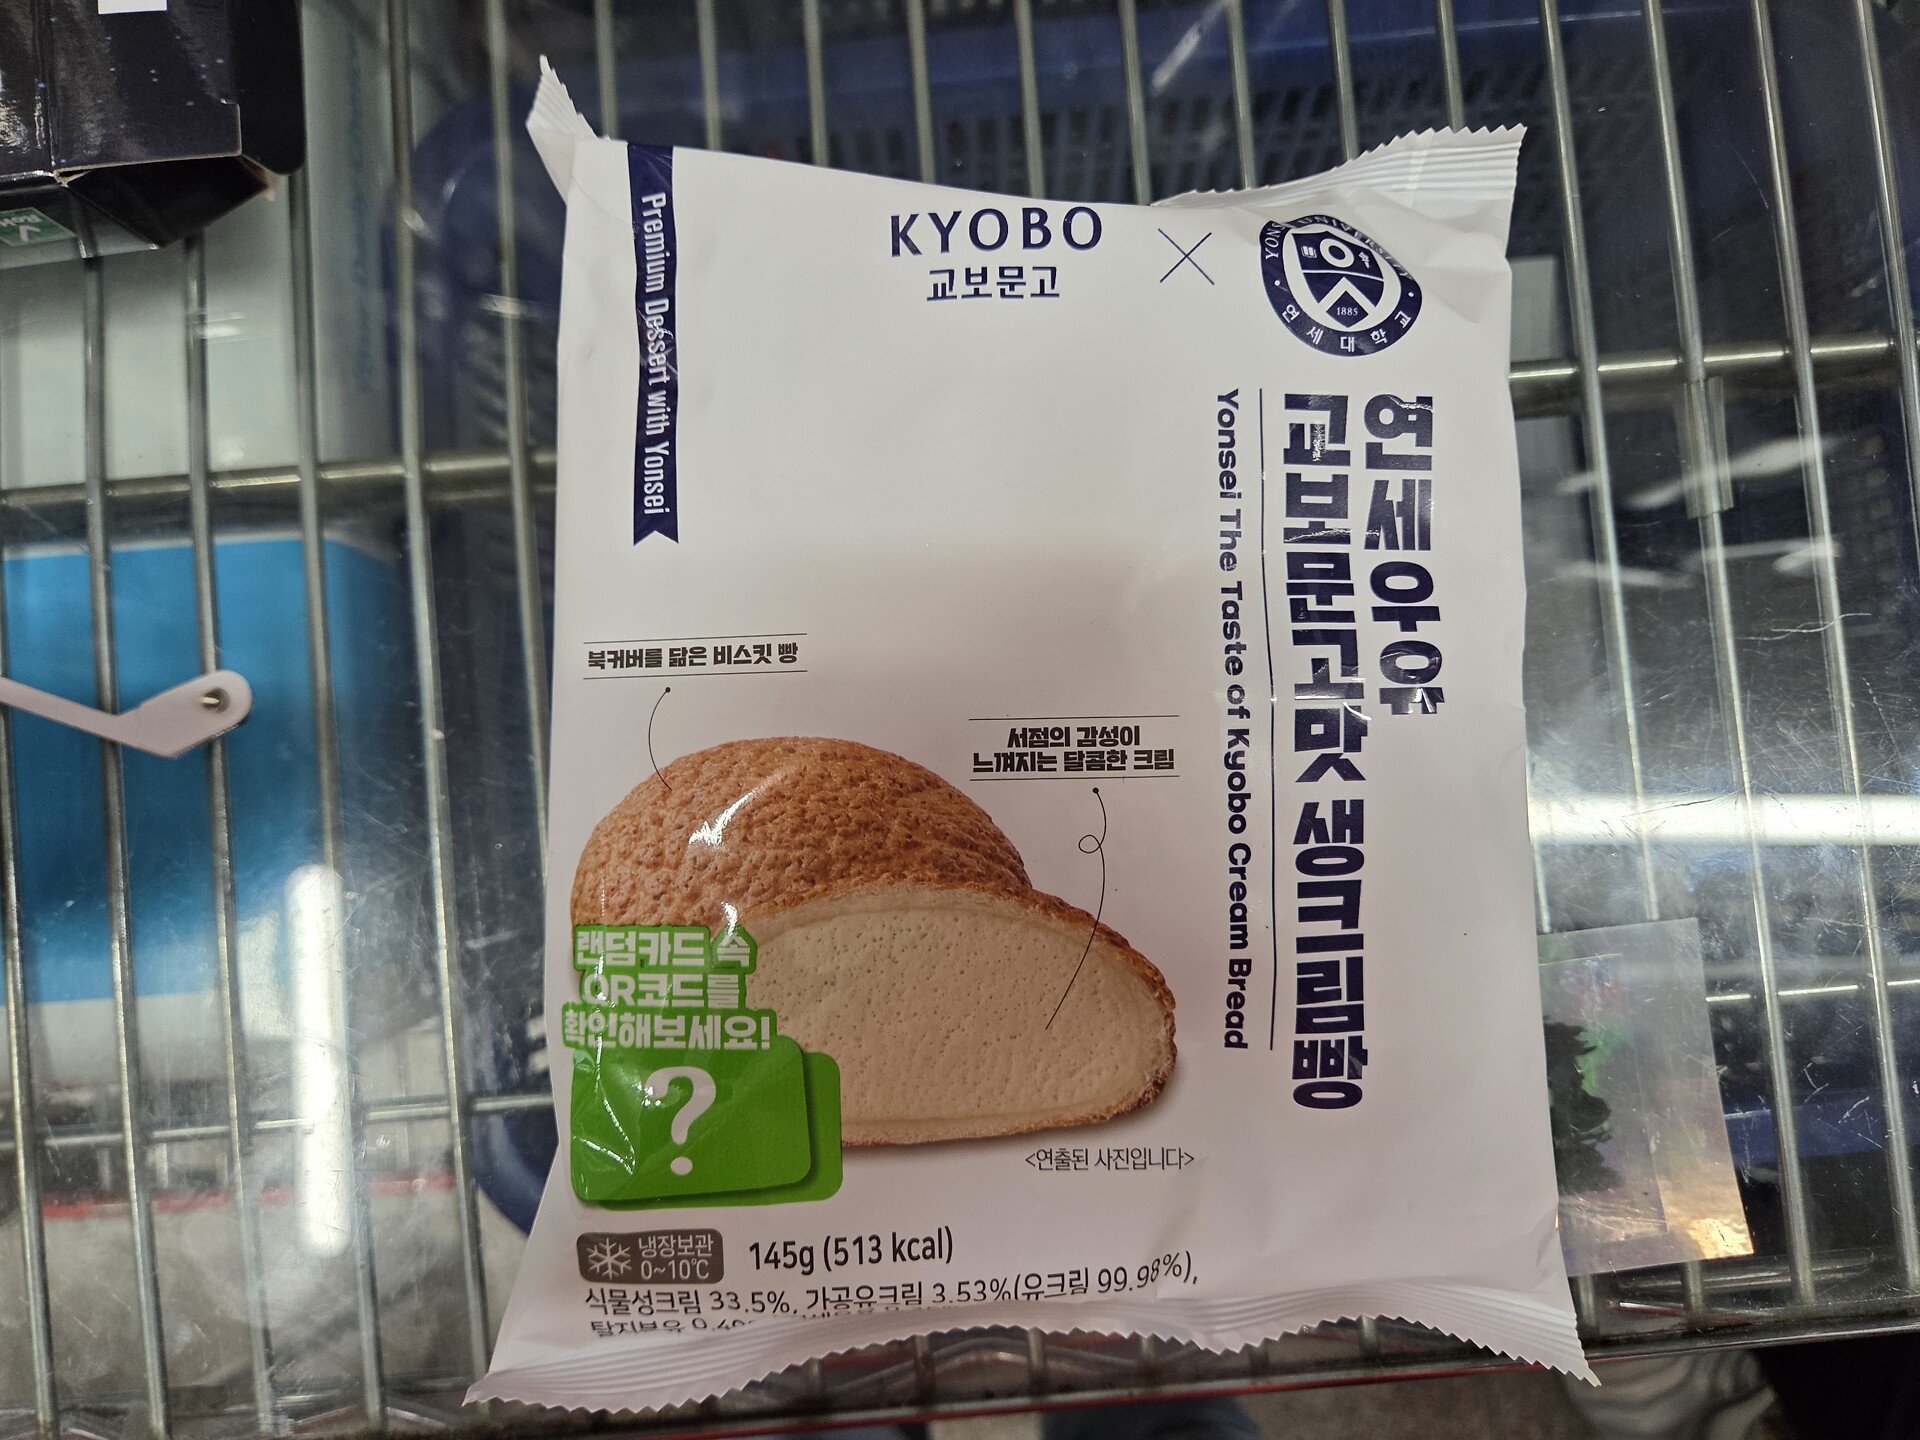 Premium Dessert with Yonsei
KYOBO
교보문고
YONSEI UNIVERSITY
1885
연세대학교
연세우유
교보문고맛 생크림빵
Yonsei The Taste of Kyobo Cream Bread
북커버를 닮은 비스킷 빵
서점의 감성이
느껴지는 달콤한 크림
랜덤카드 속
QR코드를
확인해보세요!
?
<연출된 사진입니다>
냉장보관
0~10℃
145g (513 kcal)
식물성크림 33.5%, 가공유크림 3.53%(유크림 99.98%),
탈지분유